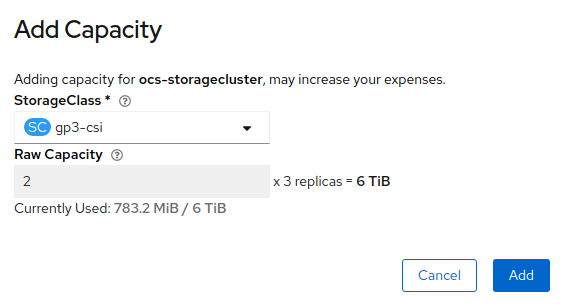 Add Capacity
Adding capacity for ocs-storagecluster, may increase your expenses.
StorageClass *
SC gp3-csi
Raw Capacity
2 x 3 replicas = 6 TiB
Currently Used: 783.2 MiB / 6 TiB
Cancel Add